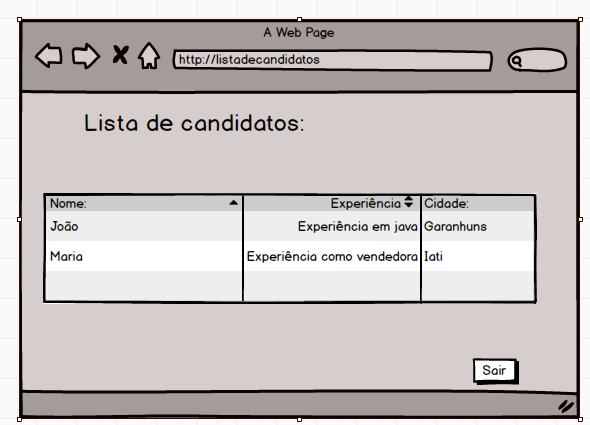 A Web Page
http://listadecandidatos
Lista de candidatos:
Nome: Experiência Cidade:
João Experiência em java Garanhuns
Maria Experiência como vendedora Iati
Sair